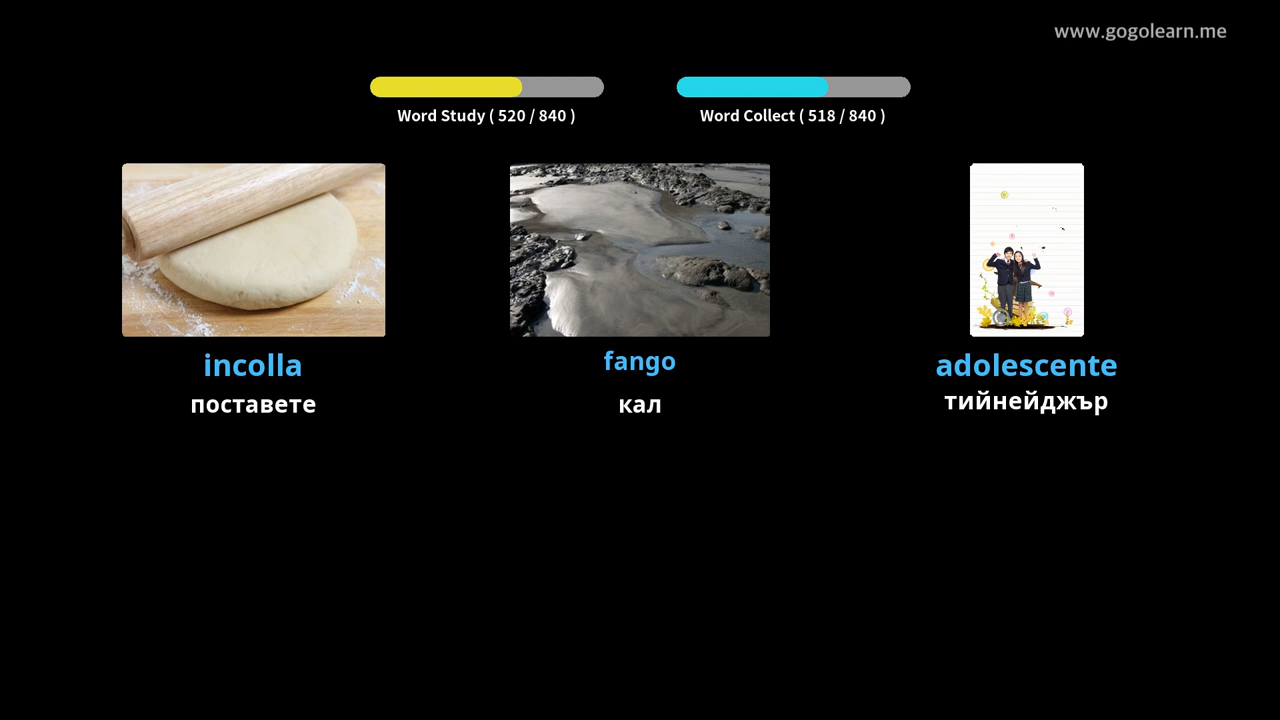 www.gogolearn.me
Word Study ( 520 / 840 )
Word Collect ( 518 / 840 )
incolla
поставете
fango
кал
adolescente
тийнейджър